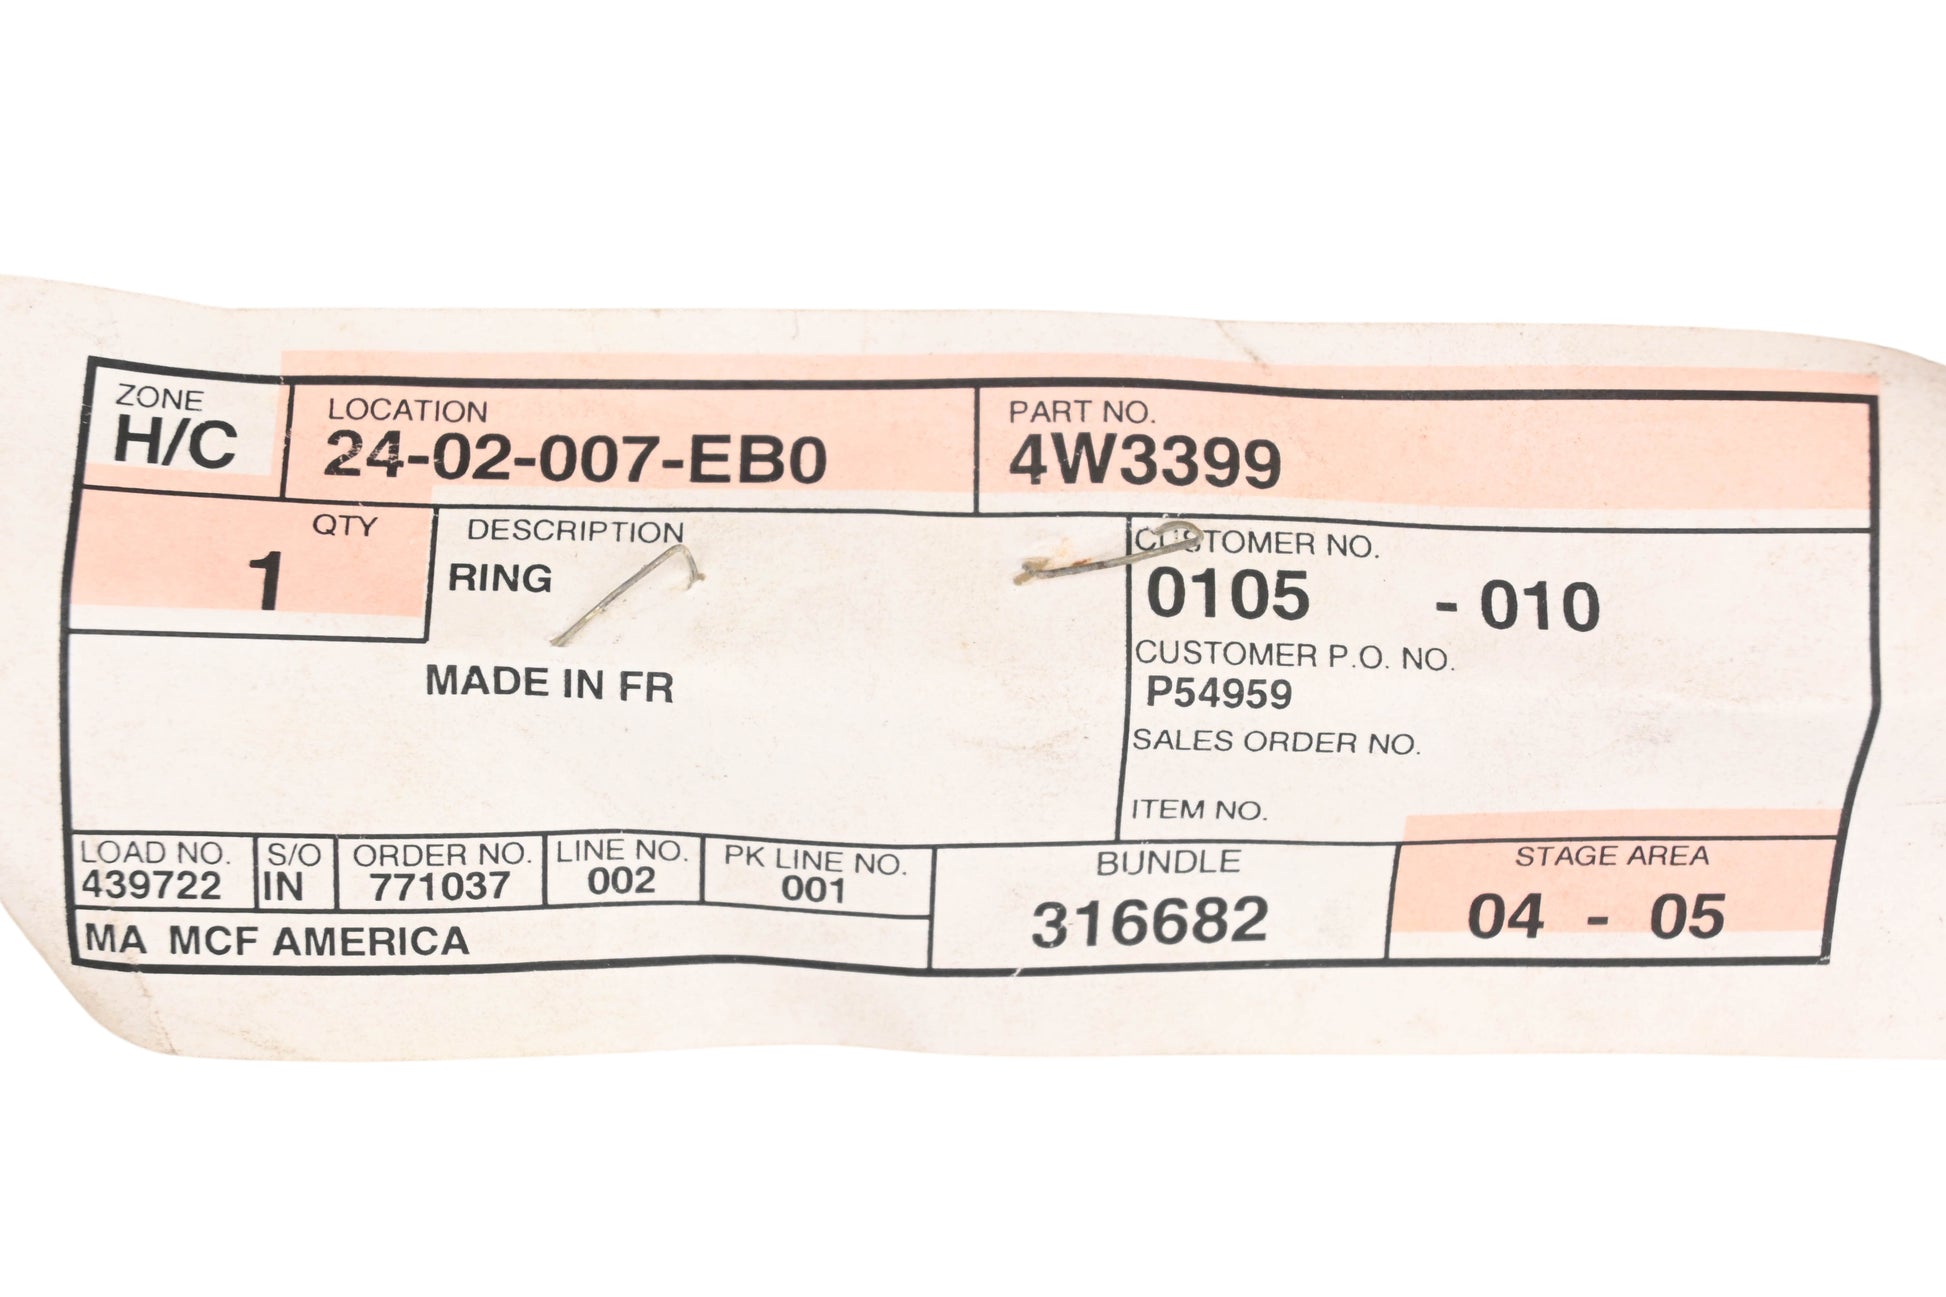 ZONE
H/C
LOCATION
24-02-007-EB0
PART NO.
4W3399
QTY
1
DESCRIPTION
RING
MADE IN FR
CUSTOMER NO.
0105 - 010
CUSTOMER P.O. NO.
P54959
SALES ORDER NO.
ITEM NO.
LOAD NO.
439722
S/O
IN
ORDER NO.
771037
LINE NO.
002
PK LINE NO.
001
MA MCF AMERICA
BUNDLE
316682
STAGE AREA
04 - 05